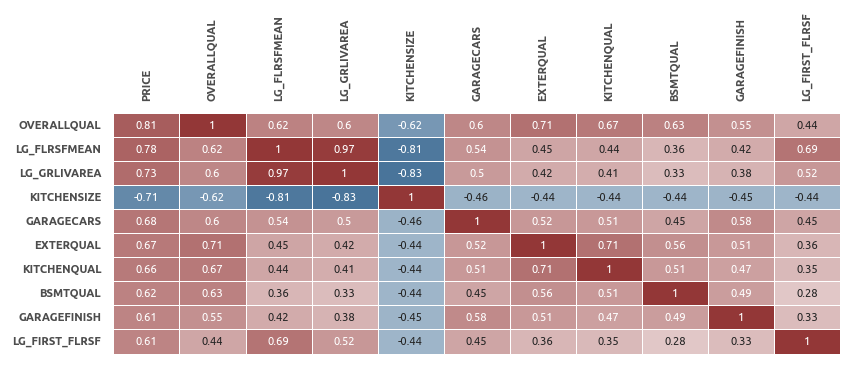 PRICE OVERALLQUAL LG_FLRSFMEAN LG_GRLIVAREA KITCHENSIZE GARAGECARS EXTERQUAL KITCHENQUAL BSMTQUAL GARAGEFINISH LG_FIRST_FLRSF
OVERALLQUAL 0.81 1 0.62 0.6 -0.62 0.6 0.71 0.67 0.63 0.55 0.44
LG_FLRSFMEAN 0.78 0.62 1 0.97 -0.81 0.54 0.45 0.44 0.36 0.42 0.69
LG_GRLIVAREA 0.73 0.6 0.97 1 -0.83 0.5 0.42 0.41 0.33 0.38 0.52
KITCHENSIZE -0.71 -0.62 -0.81 -0.83 1 -0.46 -0.44 -0.44 -0.44 -0.45 -0.44
GARAGECARS 0.68 0.6 0.54 0.5 -0.46 1 0.52 0.51 0.45 0.58 0.45
EXTERQUAL 0.67 0.71 0.45 0.42 -0.44 0.52 1 0.71 0.56 0.51 0.36
KITCHENQUAL 0.66 0.67 0.44 0.41 -0.44 0.51 0.71 1 0.51 0.47 0.35
BSMTQUAL 0.62 0.63 0.36 0.33 -0.44 0.45 0.56 0.51 1 0.49 0.28
GARAGEFINISH 0.61 0.55 0.42 0.38 -0.45 0.58 0.51 0.47 0.49 1 0.33
LG_FIRST_FLRSF 0.61 0.44 0.69 0.52 -0.44 0.45 0.36 0.35 0.28 0.33 1